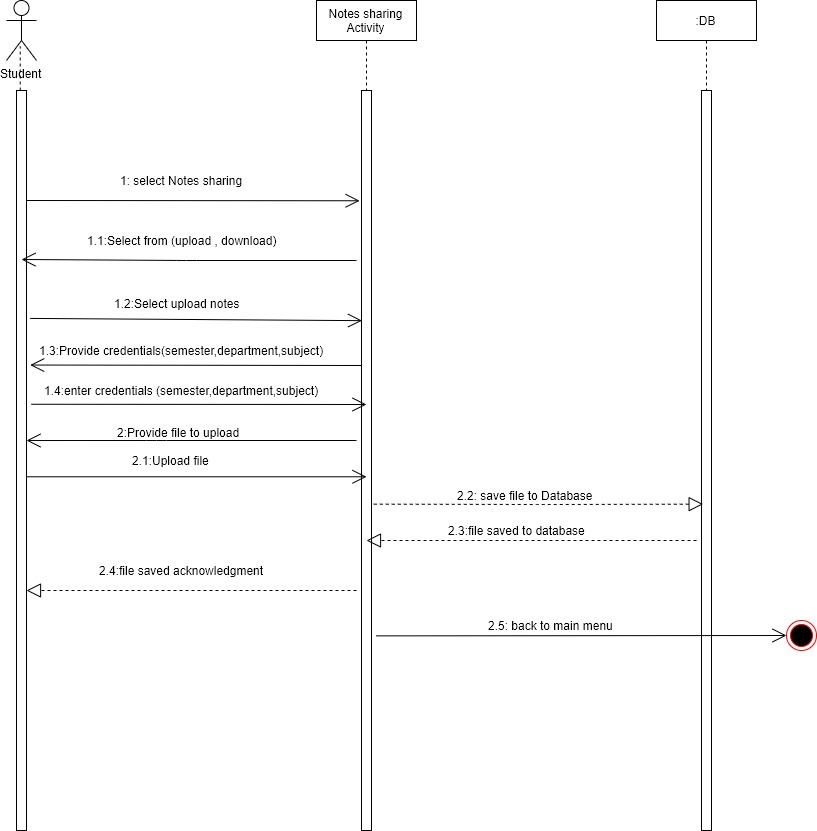 Notes sharing
Activity
:DB
Student
1: select Notes sharing
1.1:Select from (upload , download)
1.2:Select upload notes
1.3:Provide credentials(semester,department,subject)
1.4:enter credentials (semester,department,subject)
2:Provide file to upload
2.1:Upload file
2.2: save file to Database
2.3:file saved to database
2.4:file saved acknowledgment
2.5: back to main menu